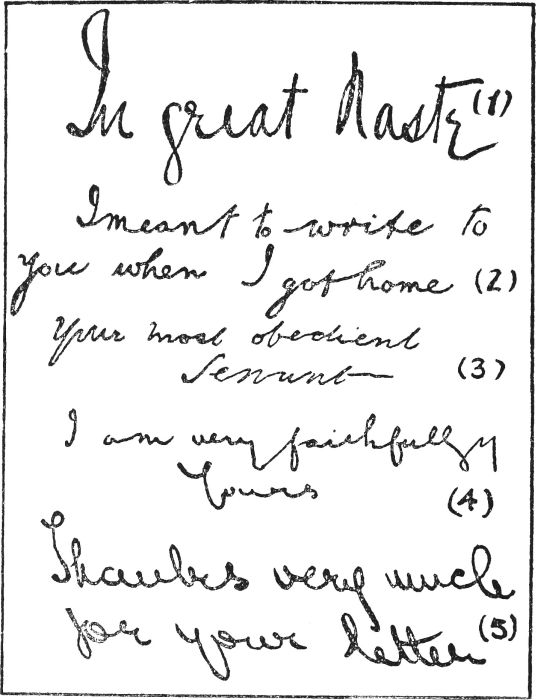 In great haste (1)
I meant to write to
you when I got home (2)
Your most obedient
Servant (3)
I am very faithfully
Yours (4)
Thanks very much
for your letter (5)